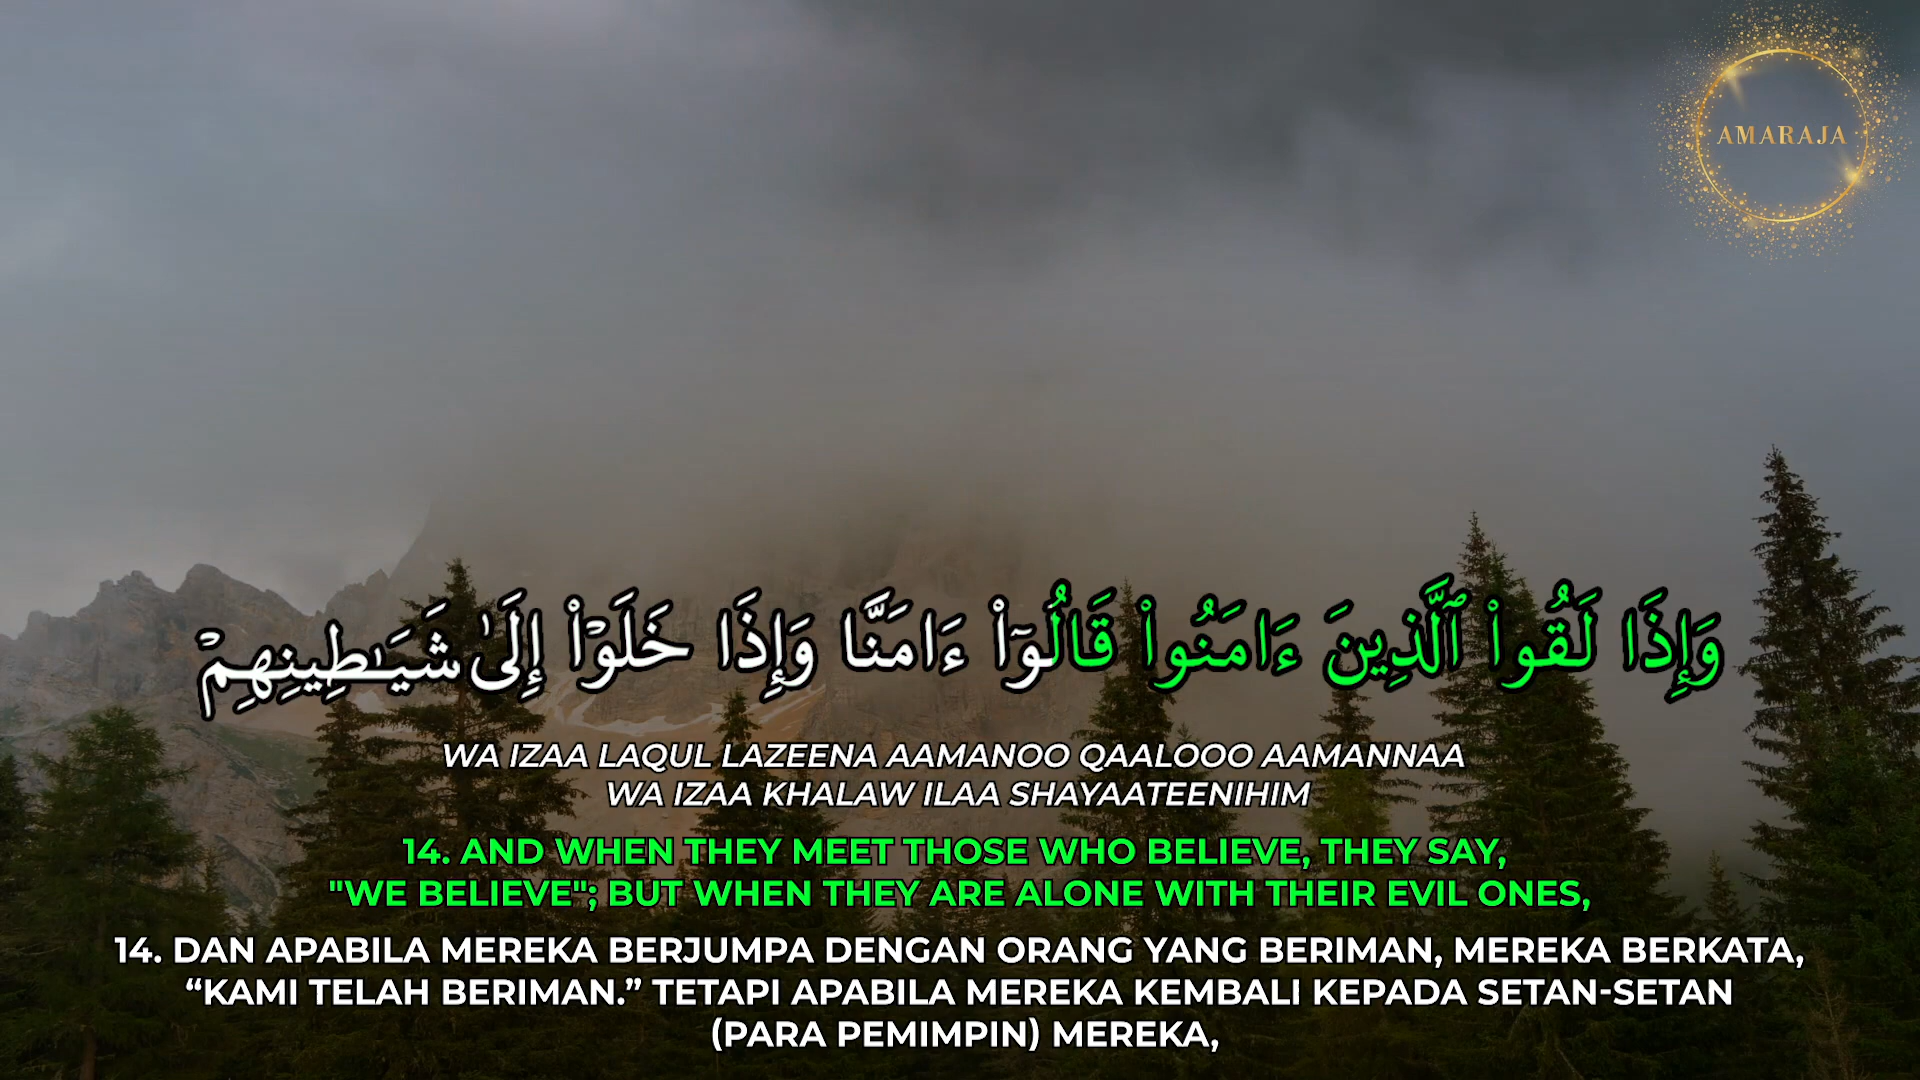 AMARAJA
وَإِذَا لَقُوا۟ ٱلَّذِينَ ءَامَنُوا۟ قَالُوٓا۟ ءَامَنَّا وَإِذَا خَلَوْا۟ إِلَىٰ شَيَـٰطِينِهِمْ
WA IZAA LAQUL LAZEENA AAMANOO QAALOOO AAMANNAA
WA IZAA KHALAW ILAA SHAYAATEENIHIM
14. AND WHEN THEY MEET THOSE WHO BELIEVE, THEY SAY,
"WE BELIEVE"; BUT WHEN THEY ARE ALONE WITH THEIR EVIL ONES,
14. DAN APABILA MEREKA BERJUMPA DENGAN ORANG YANG BERIMAN, MEREKA BERKATA,
“KAMI TELAH BERIMAN.” TETAPI APABILA MEREKA KEMBALI KEPADA SETAN-SETAN
(PARA PEMIMPIN) MEREKA,